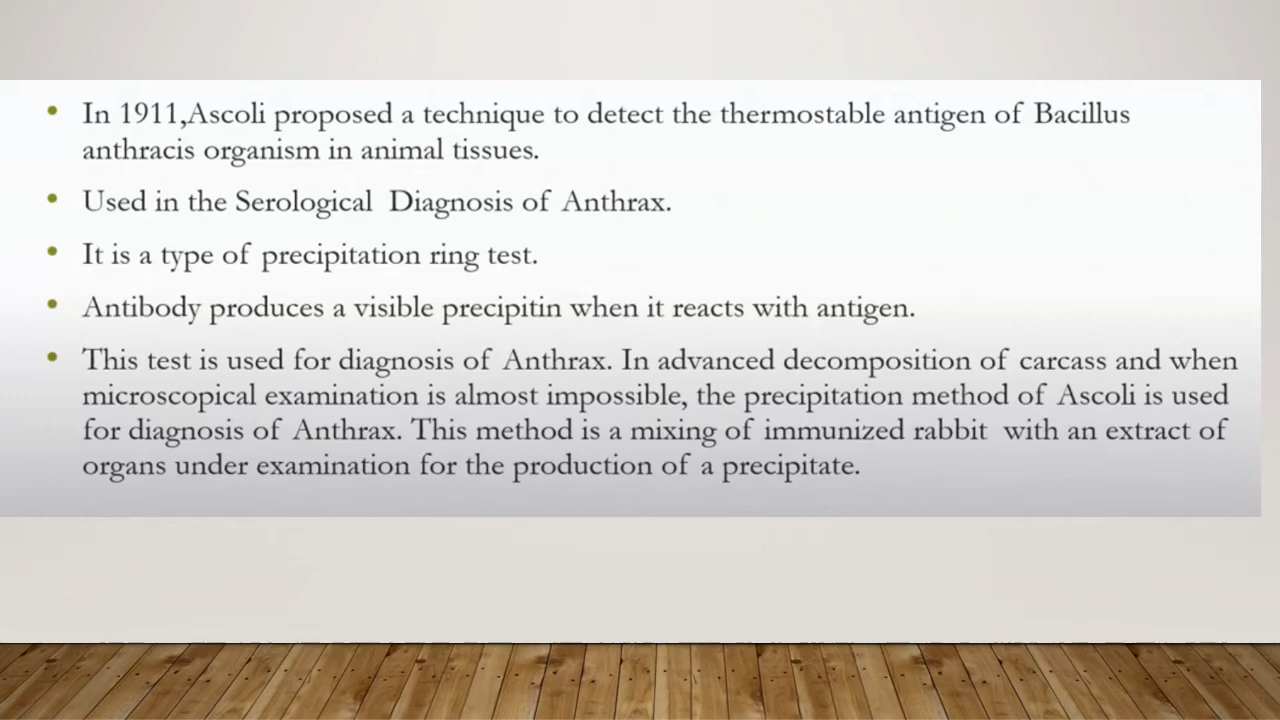 • In 1911,Ascoli proposed a technique to detect the thermostable antigen of Bacillus
anthracis organism in animal tissues.
• Used in the Serological Diagnosis of Anthrax.
• It is a type of precipitation ring test.
• Antibody produces a visible precipitin when it reacts with antigen.
• This test is used for diagnosis of Anthrax. In advanced decomposition of carcass and when
microscopical examination is almost impossible, the precipitation method of Ascoli is used
for diagnosis of Anthrax. This method is a mixing of immunized rabbit with an extract of
organs under examination for the production of a precipitate.